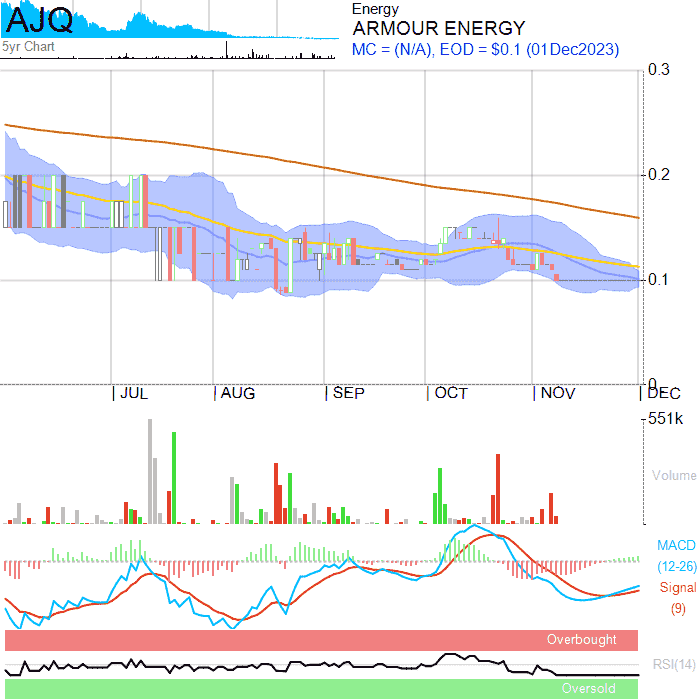 AJQ
5yr Chart
Energy
ARMOUR ENERGY
MC = (N/A), EOD = $0.1 (01Dec2023)
0.3
0.2
0.1
0
JUL
AUG
SEP
OCT
NOV
DEC
551k
Volume
MACD
(12-26)
Signal
(9)
Overbought
RSI(14)
Oversold